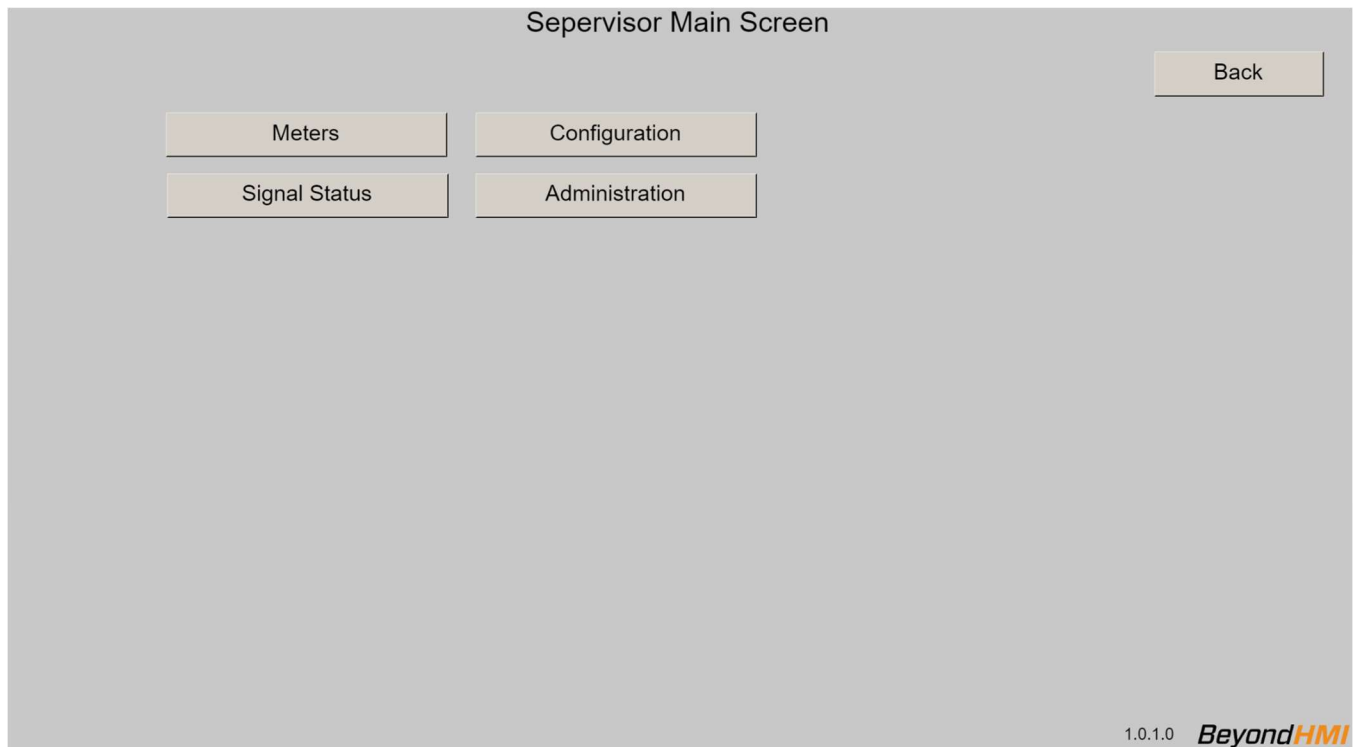 Sepervisor Main Screen
Back
Meters Configuration
Signal Status Administration
1.0.1.0 BeyondHMI